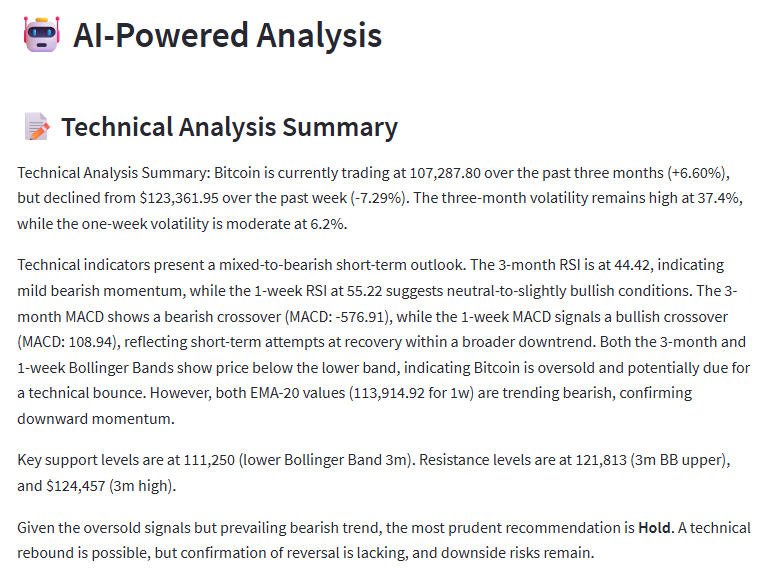 AI-Powered Analysis
Technical Analysis Summary
Technical Analysis Summary: Bitcoin is currently trading at 107,287.80 over the past three months (+6.60%),
but declined from $123,361.95 over the past week (-7.29%). The three-month volatility remains high at 37.4%,
while the one-week volatility is moderate at 6.2%.
Technical indicators present a mixed-to-bearish short-term outlook. The 3-month RSI is at 44.42, indicating
mild bearish momentum, while the 1-week RSI at 55.22 suggests neutral-to-slightly bullish conditions. The 3-
month MACD shows a bearish crossover (MACD: -576.91), while the 1-week MACD signals a bullish crossover
(MACD: 108.94), reflecting short-term attempts at recovery within a broader downtrend. Both the 3-month and
1-week Bollinger Bands show price below the lower band, indicating Bitcoin is oversold and potentially due for
a technical bounce. However, both EMA-20 values (113,914.92 for 1w) are trending bearish, confirming
downward momentum.
Key support levels are at 111,250 (lower Bollinger Band 3m). Resistance levels are at 121,813 (3m BB upper),
and $124,457 (3m high).
Given the oversold signals but prevailing bearish trend, the most prudent recommendation is Hold. A technical
rebound is possible, but confirmation of reversal is lacking, and downside risks remain.